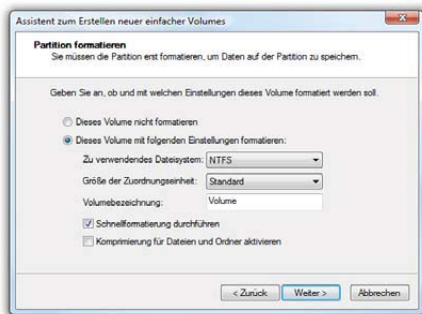 Assistent zum Erstellen neuer einfacher Volumes
Partition formatieren
Sie müssen die Partition erst formatieren, um Daten auf der Partition zu speichern.
Geben Sie an, ob und mit welchen Einstellungen dieses Volume formatiert werden soll.
Dieses Volume nicht formatieren
Dieses Volume mit folgenden Einstellungen formatieren:
Zu verwendendes Dateisystem: NTFS
Größe der Zuordnungseinheit: Standard
Volumebezeichnung: Volume
Schnellformatierung durchführen
Komprimierung für Dateien und Ordner aktivieren
< Zurück Weiter > Abbrechen